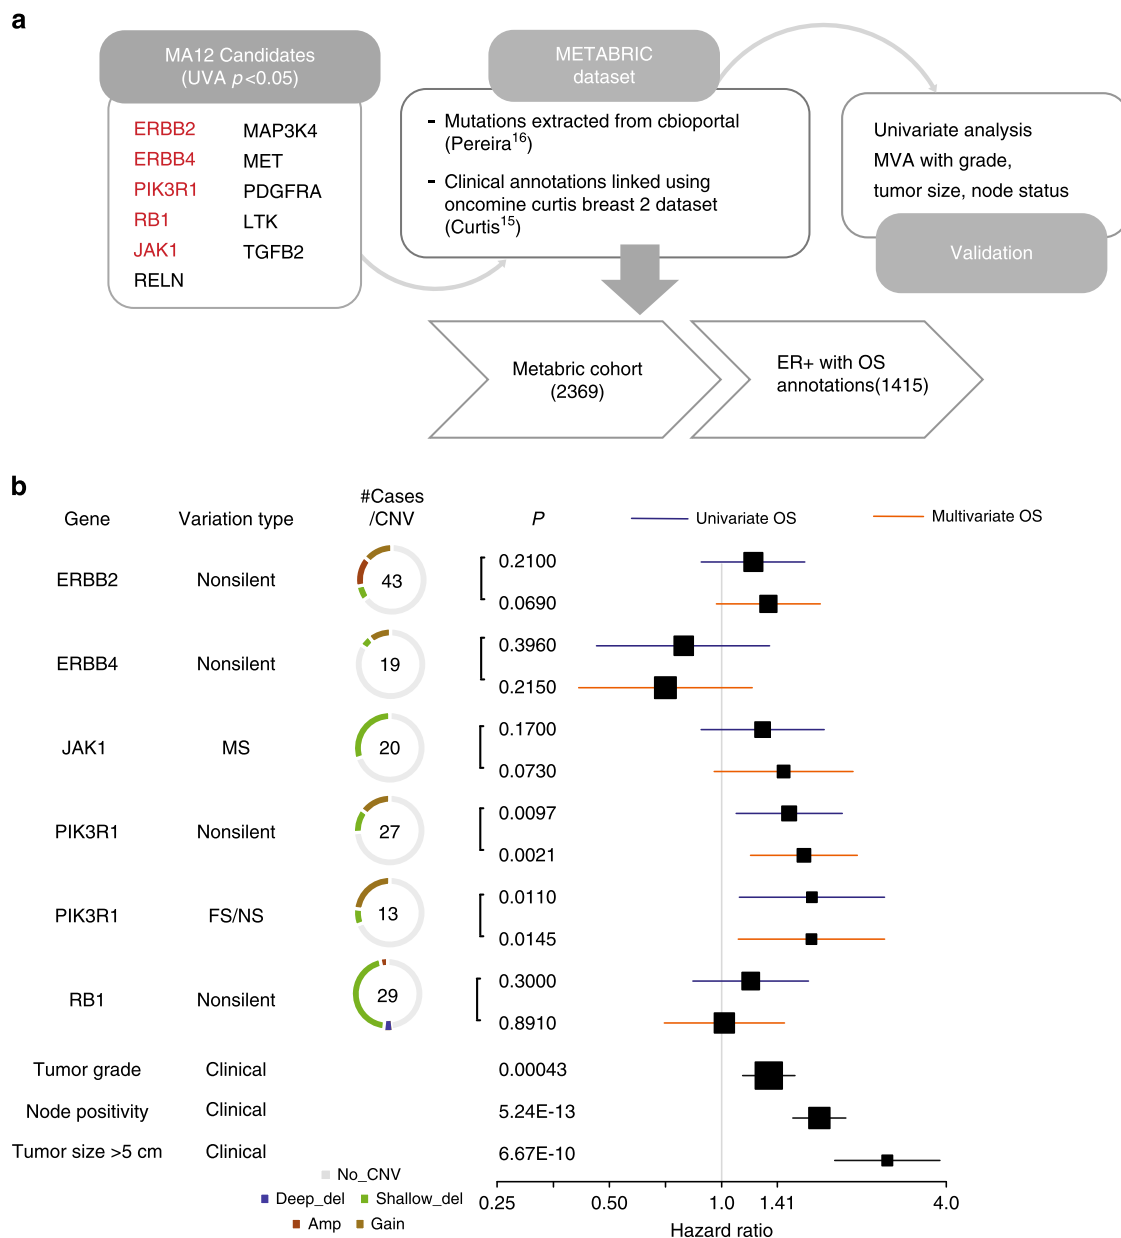 a
MA12 Candidates
(UVA p<0.05)
ERBB2
ERBB4
PIK3R1
RB1
JAK1
RELN
MAP3K4
MET
PDGFRA
LTK
TGFB2
METABRIC
dataset
- Mutations extracted from cbioportal
(Pereira16)
- Clinical annotations linked using
oncomine curtis breast 2 dataset
(Curtis15)
Univariate analysis
MVA with grade,
tumor size, node status
Validation
Metabric cohort
(2369)
ER+ with OS
annotations(1415)
b
Gene
Variation type
#Cases
/CNV
P
Univariate OS
Multivariate OS
ERBB2 Nonsilent 43 0.2100
0.0690
ERBB4 Nonsilent 19 0.3960
0.2150
JAK1 MS 20 0.1700
0.0730
PIK3R1 Nonsilent 27 0.0097
0.0021
PIK3R1 FS/NS 13 0.0110
0.0145
RB1 Nonsilent 29 0.3000
0.8910
Tumor grade Clinical 0.00043
Node positivity Clinical 5.24E-13
Tumor size >5 cm Clinical 6.67E-10
No_CNV
Deep_del Shallow_del
Amp Gain
0.25 0.50 1.0 1.41 4.0
Hazard ratio